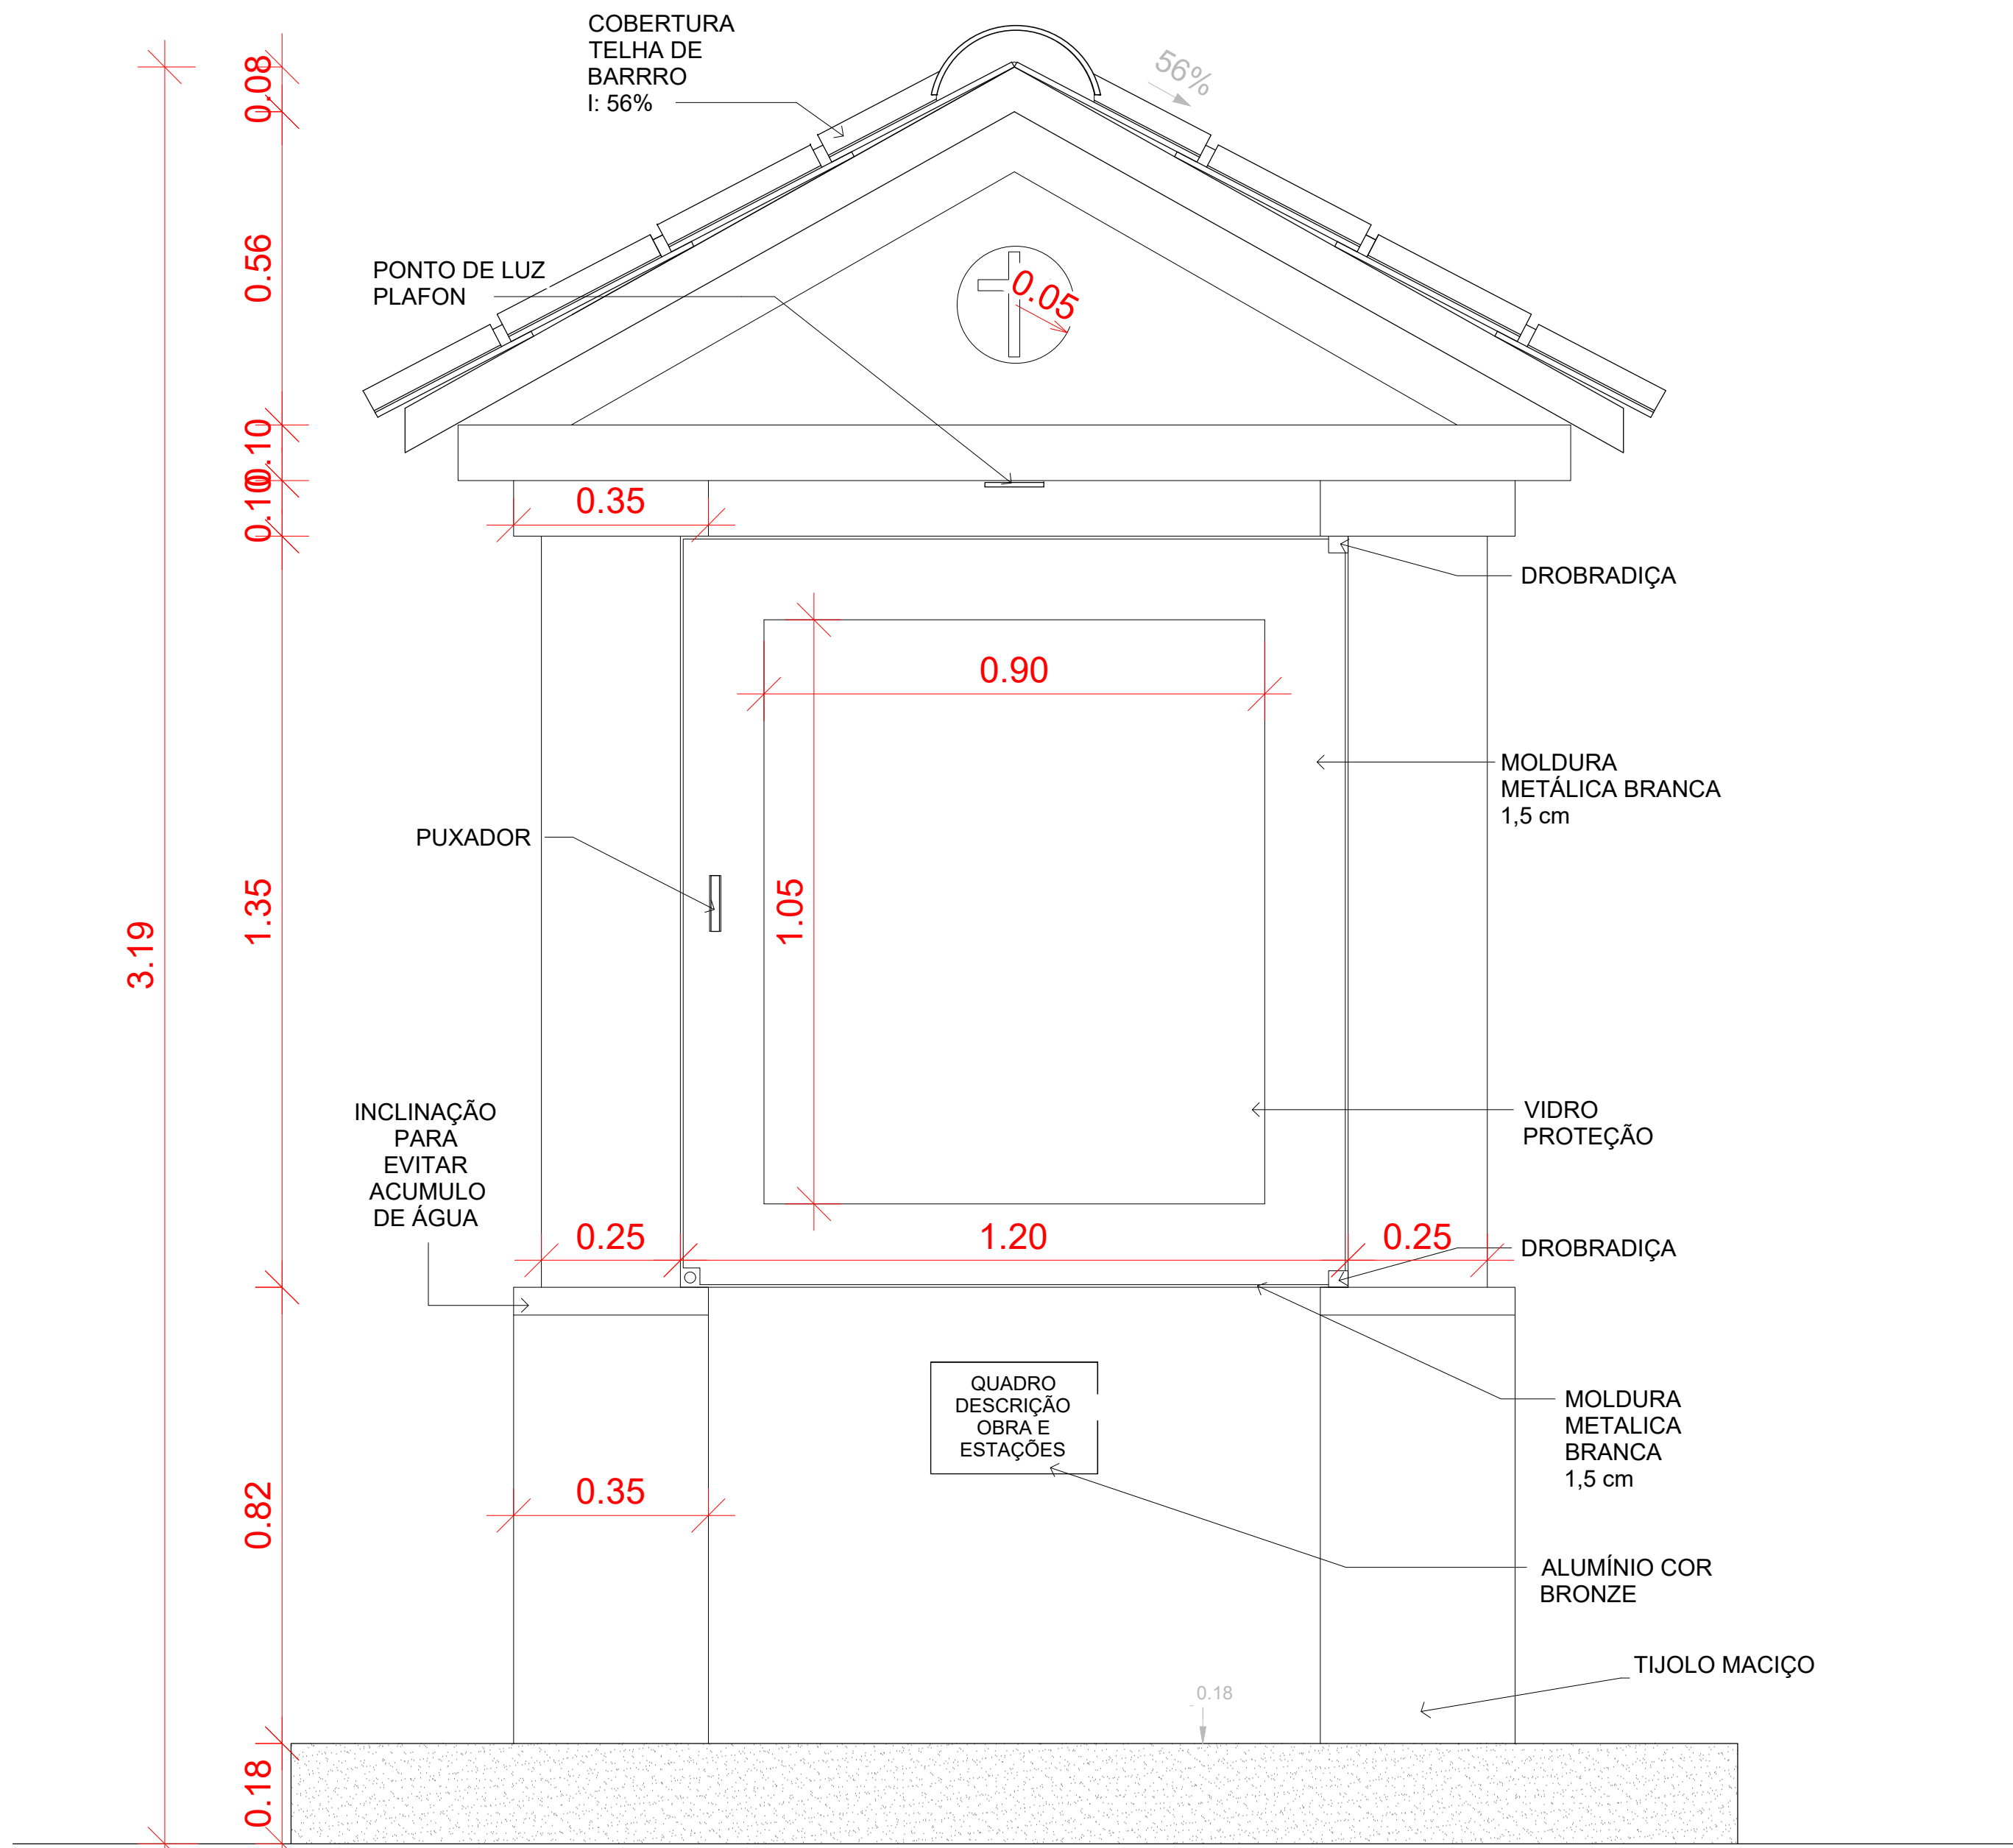 COBERTURA
TELHA DE
BARRRO
I: 56%
56%
0.08
0.56
PONTO DE LUZ
PLAFON
0.05
0.10
0.10
0.35
DROBRADIÇA
0.90
MOLDURA
METÁLICA BRANCA
1,5 cm
PUXADOR
1.05
1.35
3.19
INCLINAÇÃO
PARA
EVITAR
ACUMULO
DE ÁGUA
VIDRO
PROTEÇÃO
0.25
1.20
0.25
DROBRADIÇA
QUADRO
DESCRIÇÃO
OBRA E
ESTAÇÕES
MOLDURA
METALICA
BRANCA
1,5 cm
0.35
0.82
ALUMÍNIO COR
BRONZE
TIJOLO MACIÇO
0.18
0.18